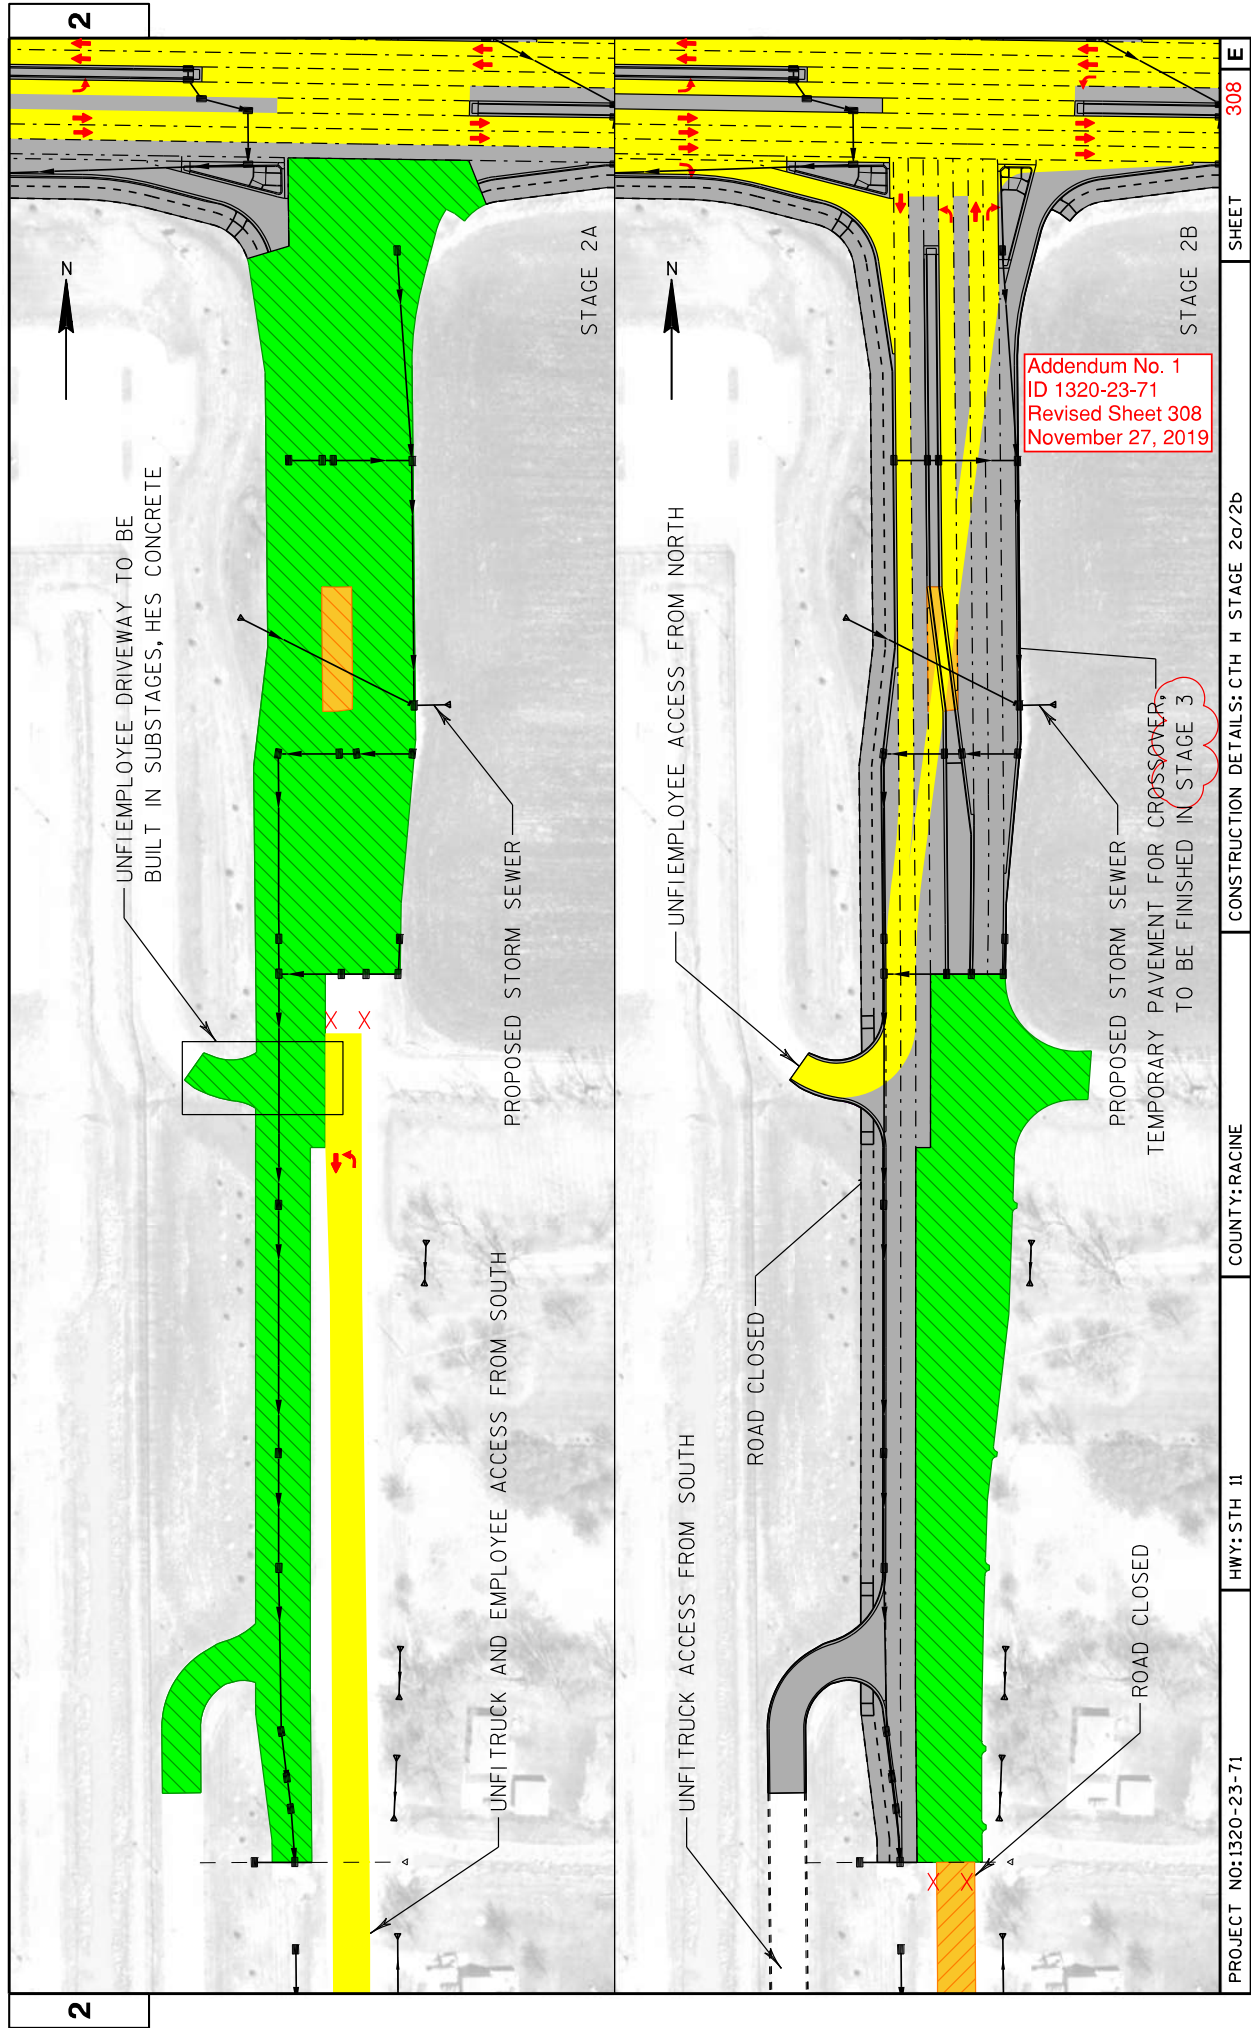 2
2
N
STAGE 2A
UNFI EMPLOYEE DRIVEWAY TO BE
BUILT IN SUBSTAGES, HES CONCRETE
PROPOSED STORM SEWER
UNFI TRUCK AND EMPLOYEE ACCESS FROM SOUTH
N
STAGE 2B
Addendum No. 1
ID 1320-23-71
Revised Sheet 308
November 27, 2019
UNFI EMPLOYEE ACCESS FROM NORTH
PROPOSED STORM SEWER
TEMPORARY PAVEMENT FOR CROSSOVER,
TO BE FINISHED IN STAGE 3
ROAD CLOSED
UNFI TRUCK ACCESS FROM SOUTH
ROAD CLOSED
PROJECT NO: 1320-23-71
HWY: STH 11
COUNTY: RACINE
CONSTRUCTION DETAILS: CTH H STAGE 2a/2b
SHEET
308
E